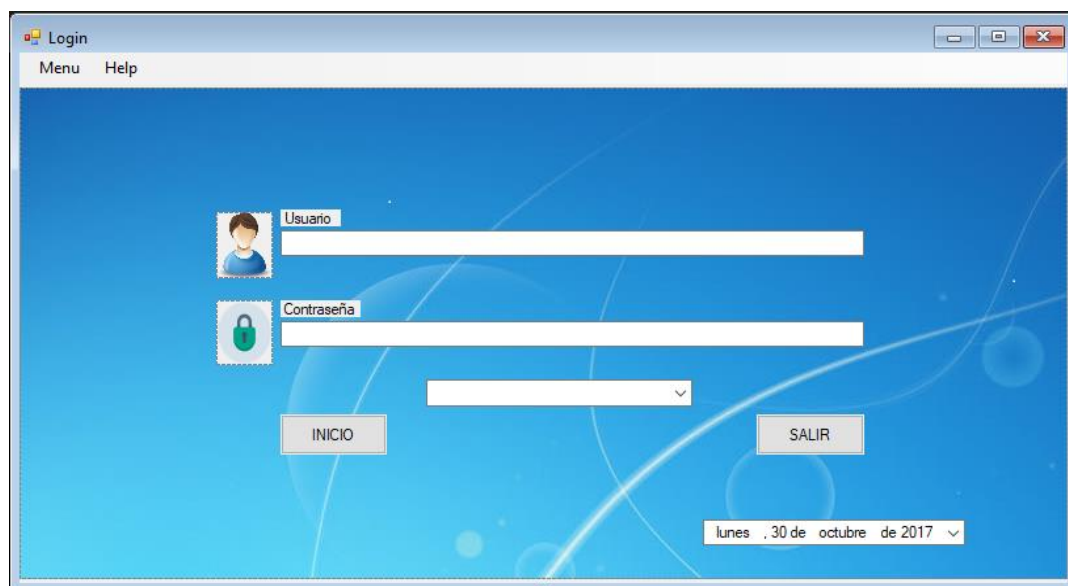 Login
Menu Help
Usuario
Contraseña
INICIO SALIR
lunes , 30 de octubre de 2017